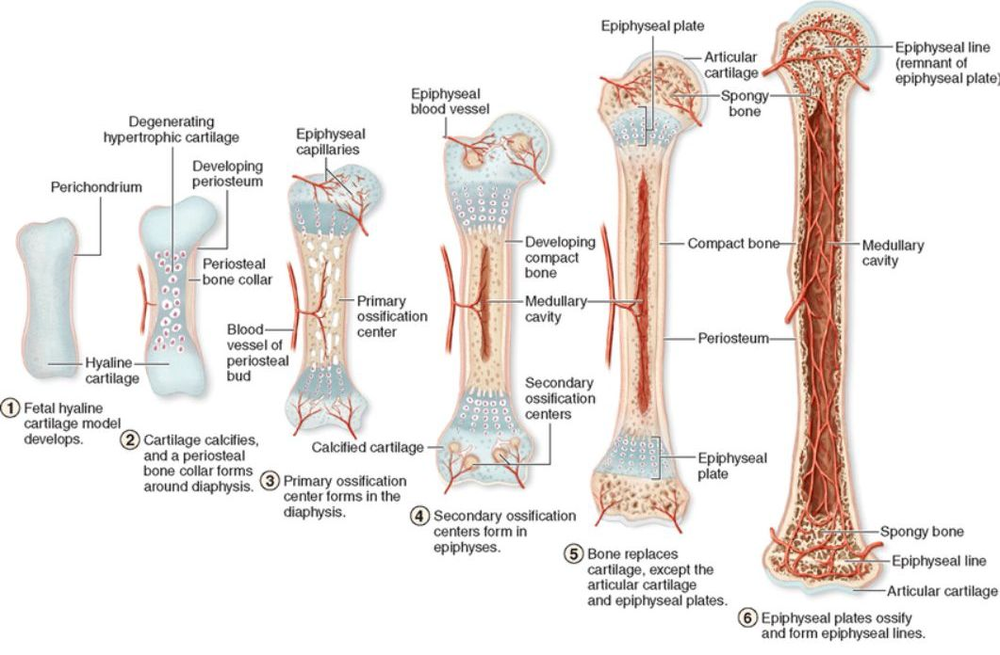 Perichondrium
Hyaline
cartilage
1 Fetal hyaline
cartilage model
develops.
Degenerating
hypertrophic cartilage
Developing
periosteum
Periosteal
bone collar
2 Cartilage calcifies,
and a periosteal
bone collar forms
around diaphysis.
Epiphyseal
capillaries
Primary
ossification
center
Blood
vessel of
periosteal
bud
3 Primary ossification
center forms in the
diaphysis.
Epiphyseal
blood vessel
Developing
compact
bone
Medullary
cavity
Secondary
ossification
centers
Calcified cartilage
4 Secondary ossification
centers form in
epiphyses.
Epiphyseal plate
Articular
cartilage
Spongy
bone
Compact bone
Periosteum
Epiphyseal
plate
5 Bone replaces
cartilage, except the
articular cartilage
and epiphyseal plates.
Epiphyseal line
(remnant of
epiphyseal plate)
Medullary
cavity
Spongy bone
Epiphyseal line
Articular cartilage
6 Epiphyseal plates ossify
and form epiphyseal lines.